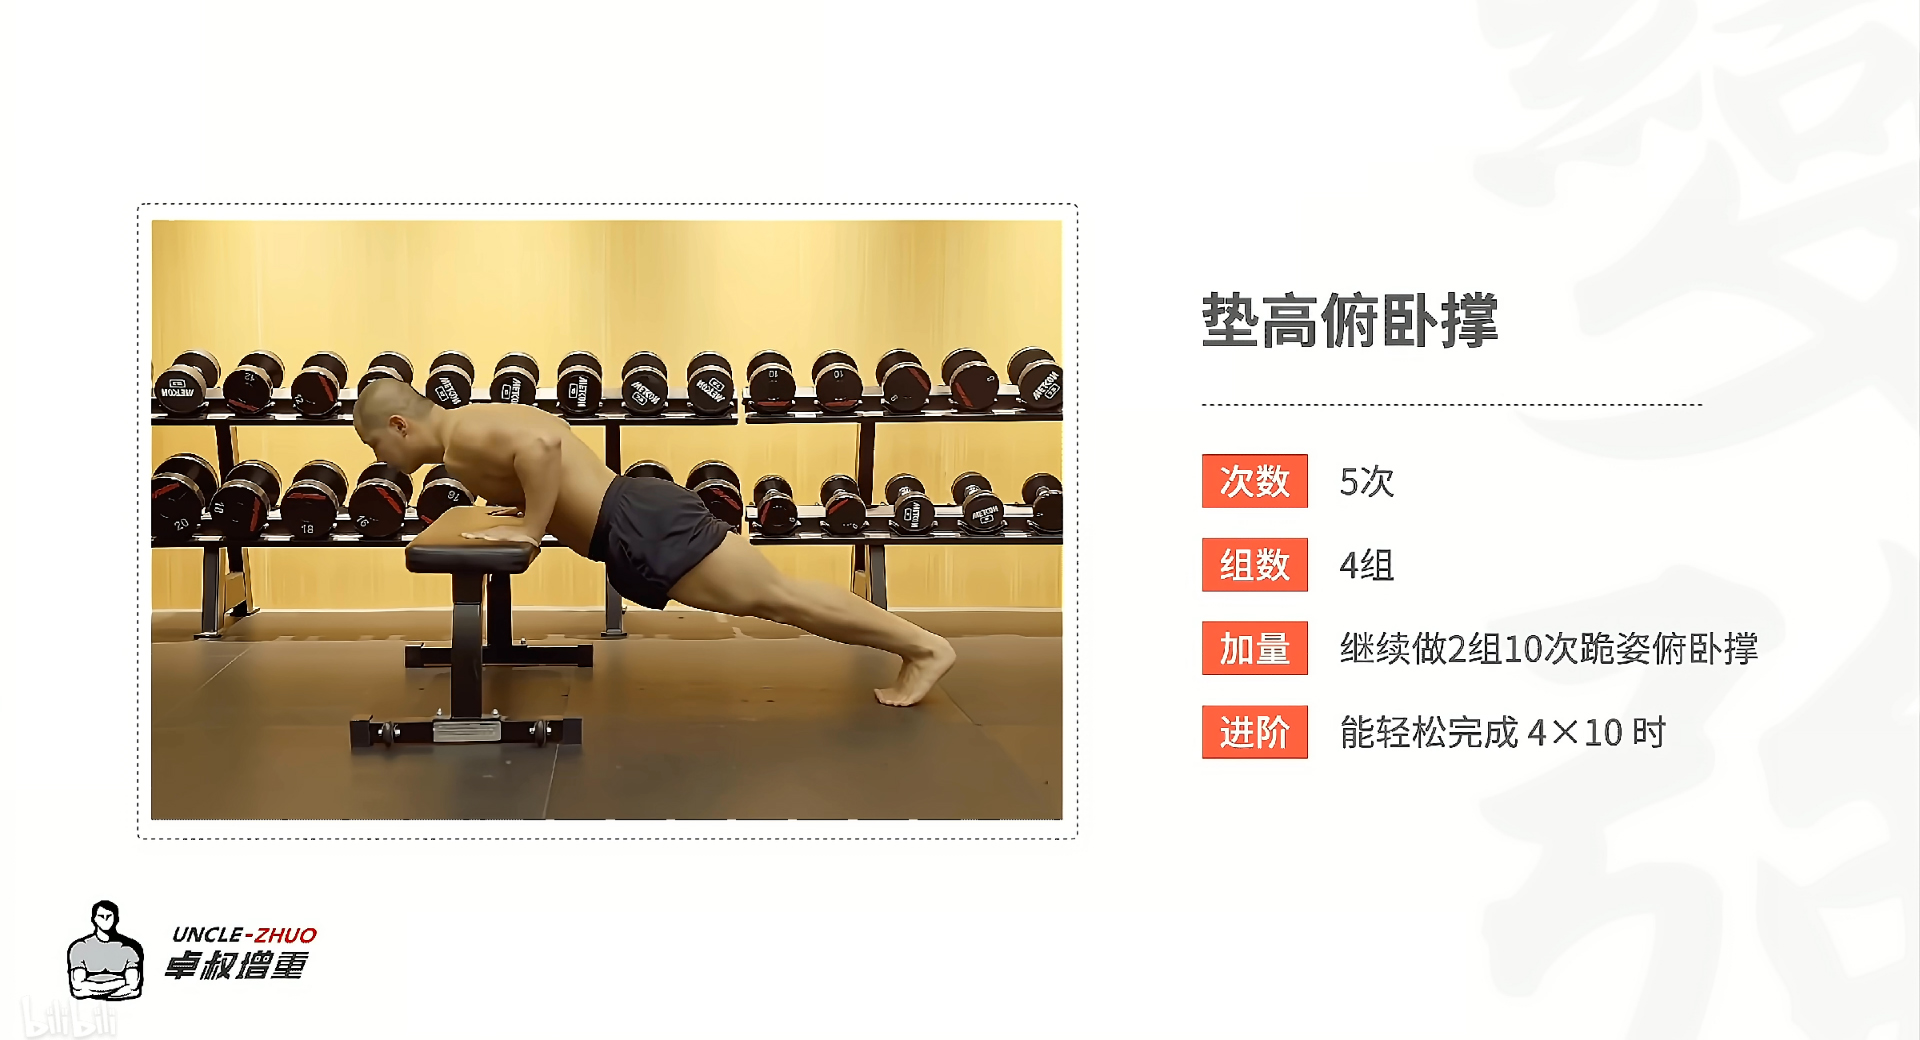 垫高俯卧撑
次数 5次
组数 4组
加量 继续做2组10次跪姿俯卧撑
进阶 能轻松完成 4×10 时
UNCLE-ZHUO
卓叔增重
bilibili